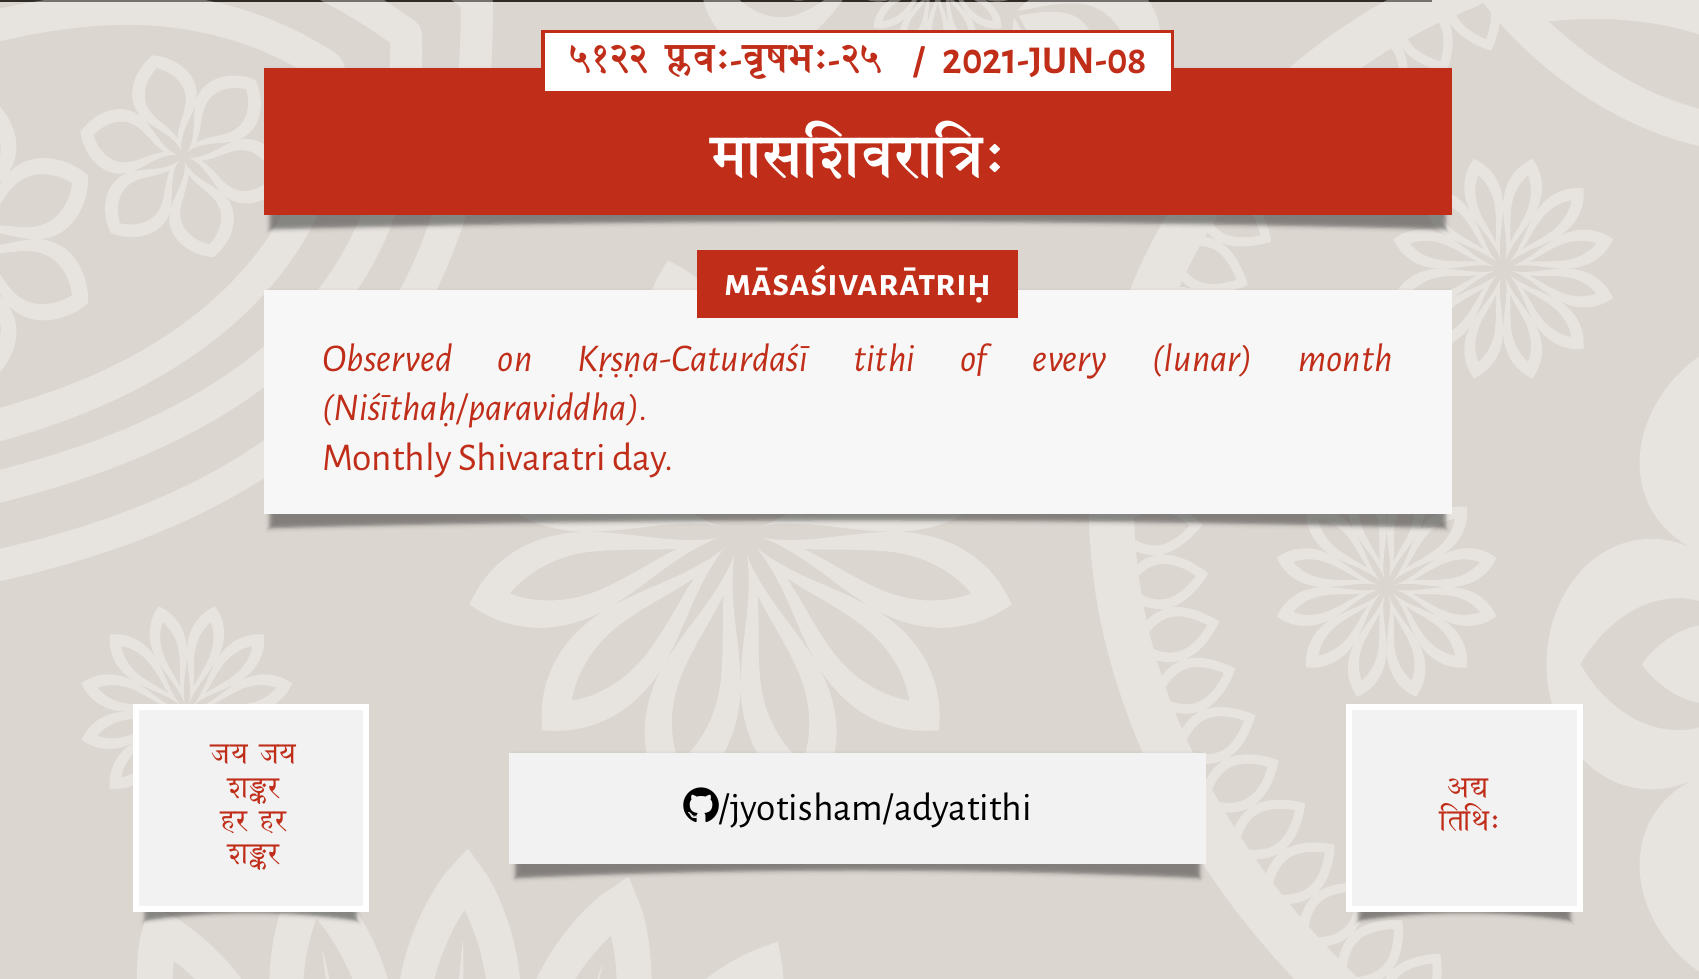 ५१२२ प्लवः-वृषभः-२५ / 2021-JUN-08
मासशिवरात्रिः
MĀSAŚIVARĀTRIḤ
Observed on Kṛṣṇa-Caturdaśī tithi of every (lunar) month
(Niśīthaḥ/paraviddha).
Monthly Shivaratri day.
जय जय
शङ्कर
हर हर
शङ्कर
/jyotisham/adyatithi
अद्य
तिथिः